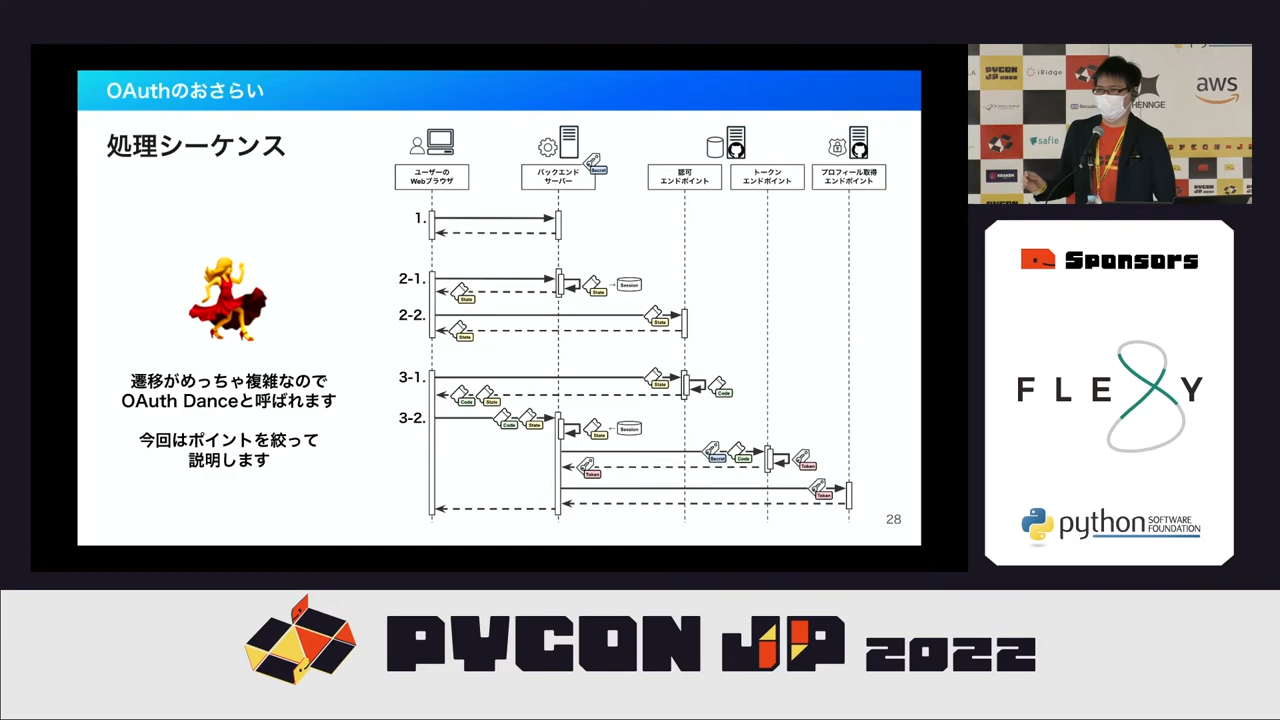 OAuthのおさらい
処理シーケンス
ユーザーの
Webブラウザ
バックエンド
サーバー
Secret
認可
エンドポイント
トークン
エンドポイント
プロフィール取得
エンドポイント
1.
2-1.
State
→
Session
State
2-2.
State
State
3-1.
State
Code
Code
State
3-2.
Code
State
State
←
Session
Secret
Code
Token
Token
Token
遷移がめっちゃ複雑なので
OAuth Danceと呼ばれます
今回はポイントを絞って
説明します
28
PYCON
JP 2022
iRidge
HENNGE
aws
safie
KRAKEN
Sponsors
FLEXY
python
SOFTWARE
FOUNDATION
PYCON JP 2022